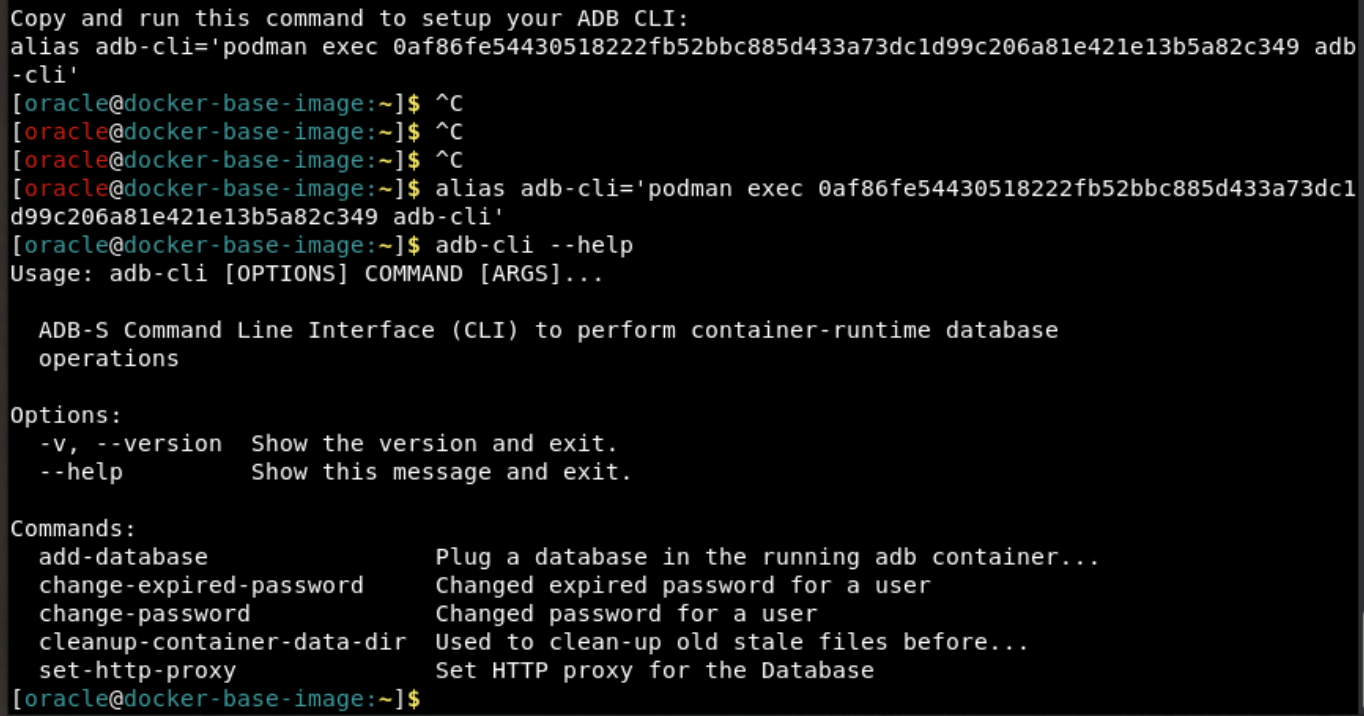 Copy and run this command to setup your ADB CLI:
alias adb-cli='podman exec 0af86fe54430518222fb52bbc885d433a73dc1d99c206a81e421e13b5a82c349 adb
-cli'
[oracle@docker-base-image:~]$ ^C
[oracle@docker-base-image:~]$ ^C
[oracle@docker-base-image:~]$ ^C
[oracle@docker-base-image:~]$ alias adb-cli='podman exec 0af86fe54430518222fb52bbc885d433a73dc1
d99c206a81e421e13b5a82c349 adb-cli'
[oracle@docker-base-image:~]$ adb-cli --help
Usage: adb-cli [OPTIONS] COMMAND [ARGS]...

  ADB-S Command Line Interface (CLI) to perform container-runtime database
  operations

Options:
  -v, --version  Show the version and exit.
  --help         Show this message and exit.

Commands:
  add-database                Plug a database in the running adb container...
  change-expired-password     Changed expired password for a user
  change-password             Changed password for a user
  cleanup-container-data-dir  Used to clean-up old stale files before...
  set-http-proxy              Set HTTP proxy for the Database
[oracle@docker-base-image:~]$